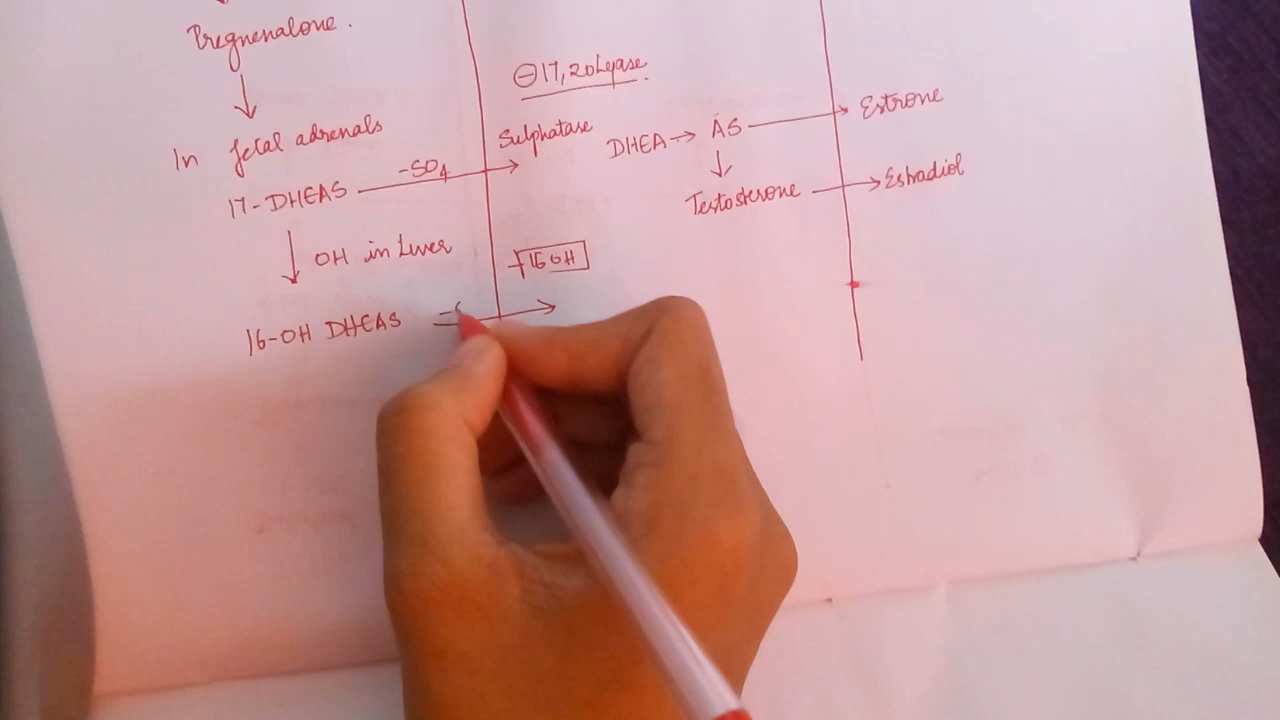 Pregnenalone.
⊖17,20 Lyase.
In fetal adrenals
Sulphatase
DHEA → AS → Estrone
17-DHEAS -SO4 →
↓
Testosterone → Estradiol
↓ OH in Liver
16 OH
16-OH DHEAS -S